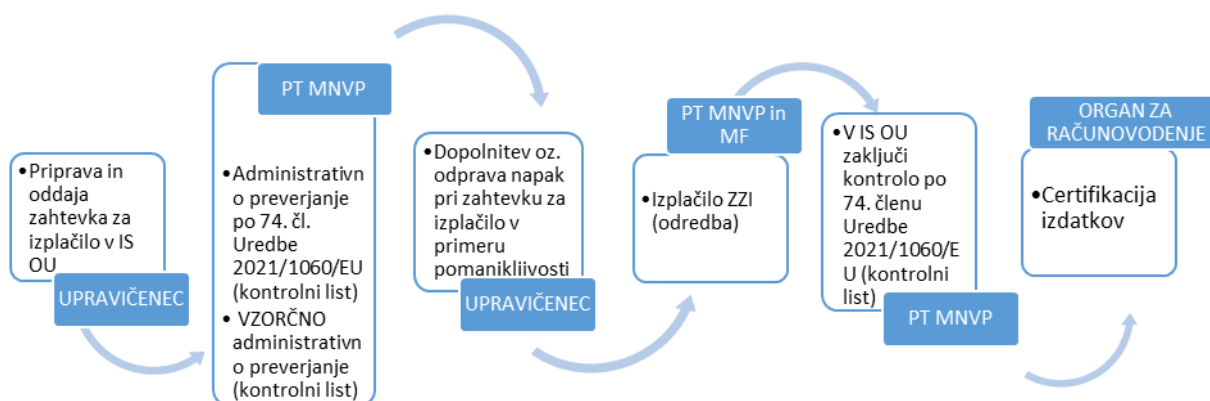 •Priprava in
oddaja
zahtevka za
izplačilo v IS
OU
UPRAVIČENEC
PT MNVP
•Administrativn
o preverjanje
po 74. čl.
Uredbe
2021/1060/EU
(kontrolni list)
• VZORČNO
administrativn
o preverjanje
(kontrolni list)
•Dopolnitev oz.
odprava napak
pri zahtevku za
izplačilo v
primeru
pomanikliivosti
UPRAVIČENEC
PT MNVP in
MF
•Izplačilo ZZI
(odredba)
•V IS OU
zaključi
kontrolo po
74. členu
Uredbe
2021/1060/E
U (kontrolni
list)
PT MNVP
ORGAN ZA
RAČUNOVODENJE
•Certifikacija
izdatkov